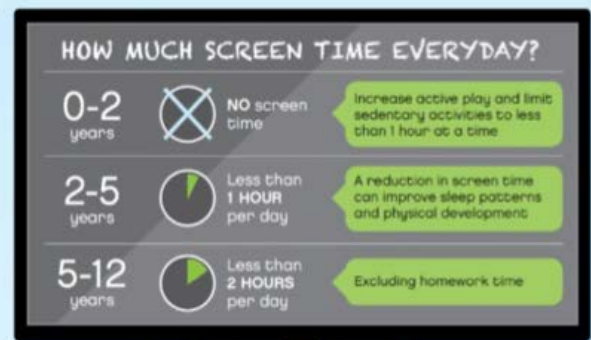 HOW MUCH SCREEN TIME EVERYDAY?
0-2
years
NO screen
time
Increase active play and limit
sedentary activities to less
than 1 hour at a time
2-5
years
Less than
1 HOUR
per day
A reduction in screen time
can improve sleep patterns
and physical development
5-12
years
Less than
2 HOURS
per day
Excluding homework time